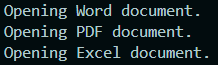 Opening Word document.
Opening PDF document.
Opening Excel document.